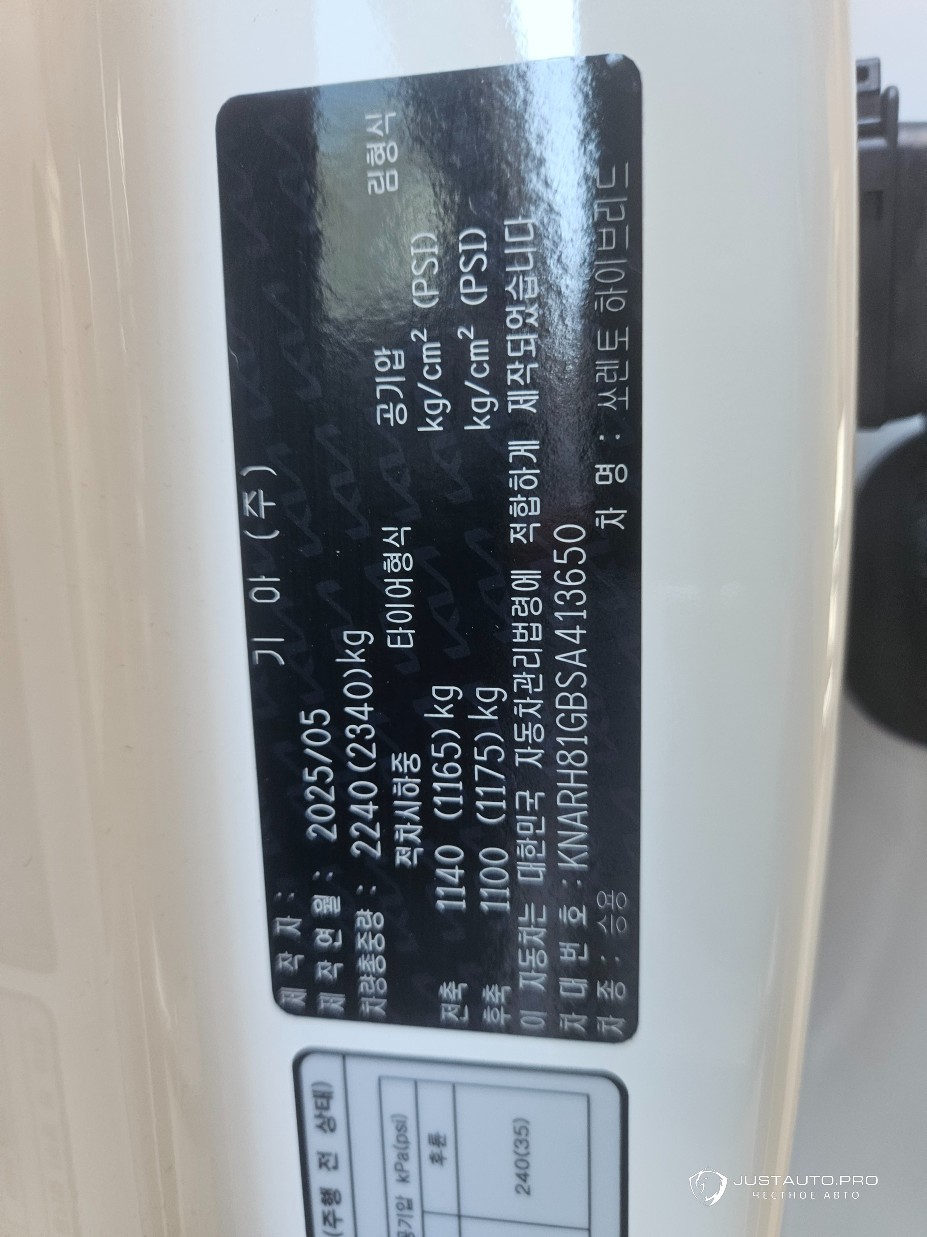 제 작 자 : 기 아 (주)
제 작 연 월 : 2025/05
차량총중량 : 2240(2340)kg
적차시하중 타이어형식 공기압 림형식
전축 1140 (1165)kg kg/cm² (PSI)
후축 1100 (1175)kg kg/cm² (PSI)
이 자동차는 대한민국 자동차관리법령에 적합하게 제작되었습니다
차 대 번 호 : KNARH81GBSA413650
차 종 : 승용 차 명 : 쏘렌토 하이브리드
(주행 전 상태)
공기압 kPa(psi)
후륜
240(35)
JUSTAUTO.PRO
ЧЕСТНОЕ АВТО